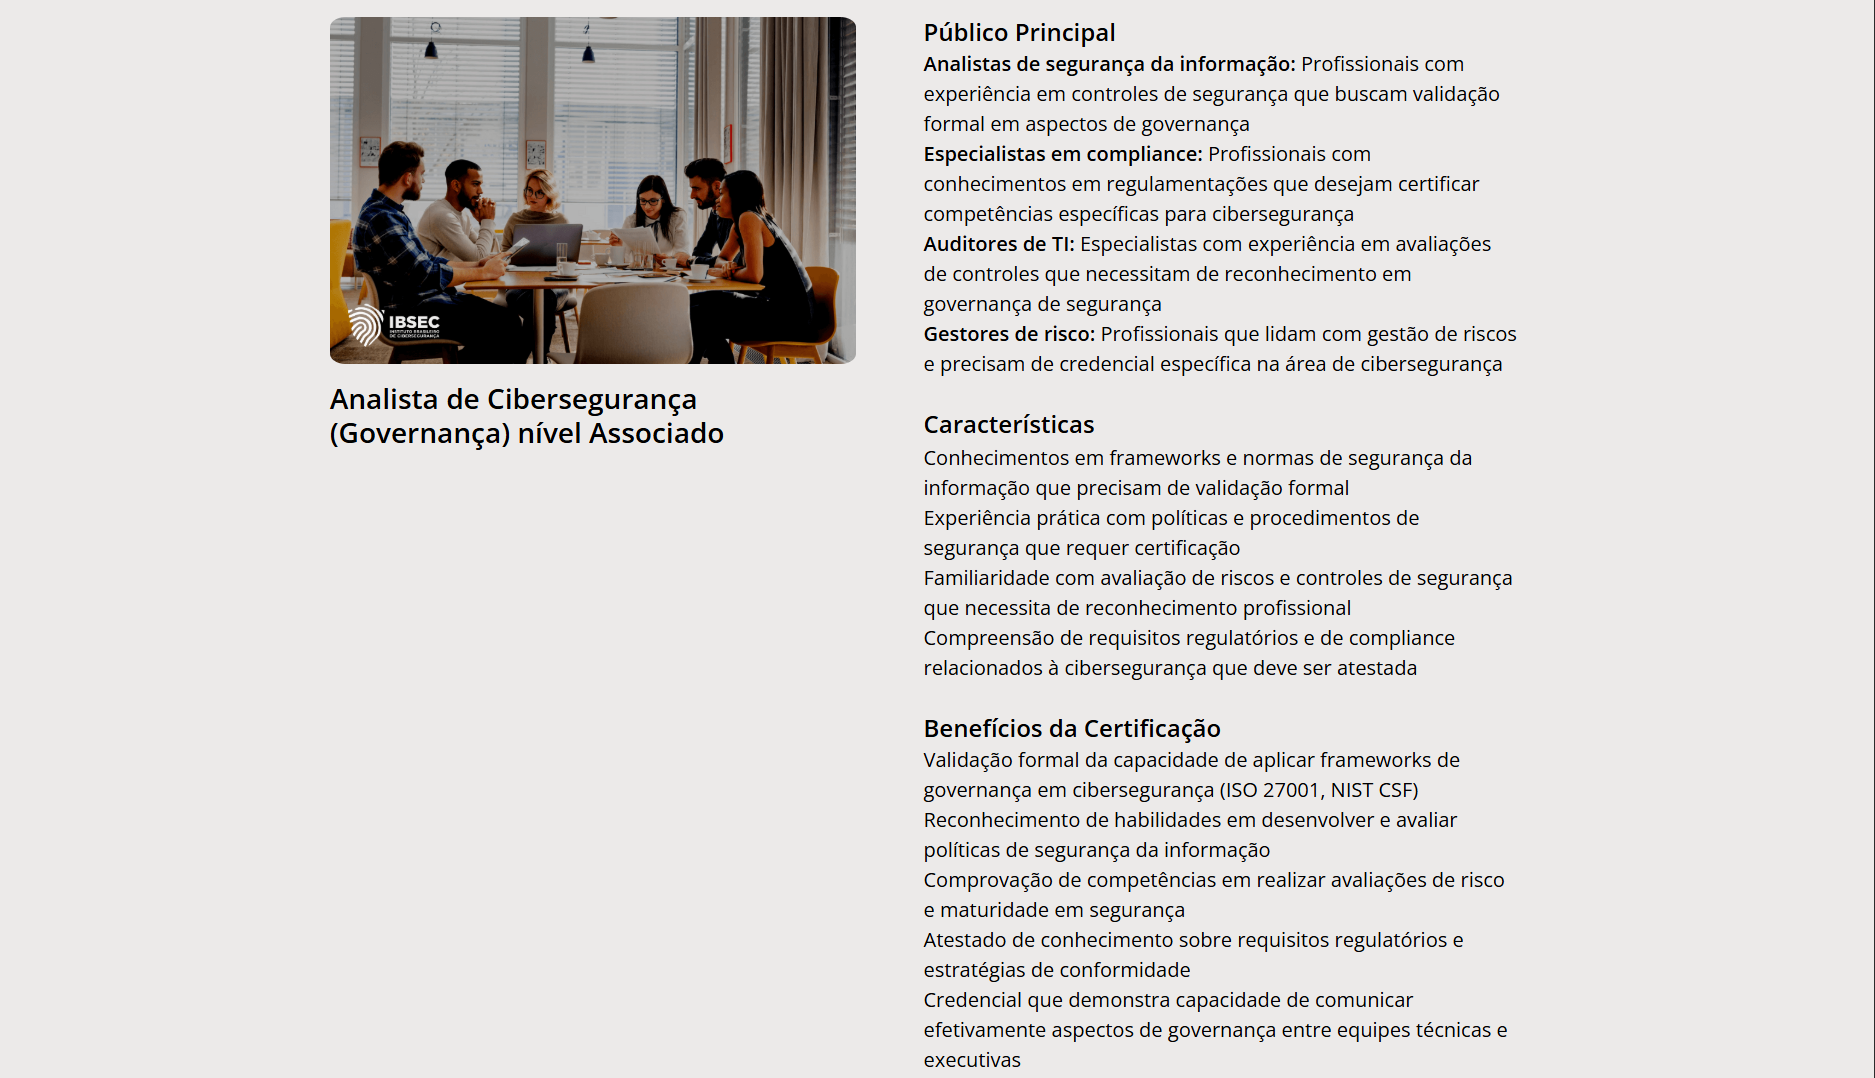 IBSEC
INSTITUTO BRASILEIRO
DE CIBERSEGURANÇA
Analista de Cibersegurança
(Governança) nível Associado
Público Principal
Analistas de segurança da informação: Profissionais com
experiência em controles de segurança que buscam validação
formal em aspectos de governança
Especialistas em compliance: Profissionais com
conhecimentos em regulamentações que desejam certificar
competências específicas para cibersegurança
Auditores de TI: Especialistas com experiência em avaliações
de controles que necessitam de reconhecimento em
governança de segurança
Gestores de risco: Profissionais que lidam com gestão de riscos
e precisam de credencial específica na área de cibersegurança
Características
Conhecimentos em frameworks e normas de segurança da
informação que precisam de validação formal
Experiência prática com políticas e procedimentos de
segurança que requer certificação
Familiaridade com avaliação de riscos e controles de segurança
que necessita de reconhecimento profissional
Compreensão de requisitos regulatórios e de compliance
relacionados à cibersegurança que deve ser atestada
Benefícios da Certificação
Validação formal da capacidade de aplicar frameworks de
governança em cibersegurança (ISO 27001, NIST CSF)
Reconhecimento de habilidades em desenvolver e avaliar
políticas de segurança da informação
Comprovação de competências em realizar avaliações de risco
e maturidade em segurança
Atestado de conhecimento sobre requisitos regulatórios e
estratégias de conformidade
Credencial que demonstra capacidade de comunicar
efetivamente aspectos de governança entre equipes técnicas e
executivas